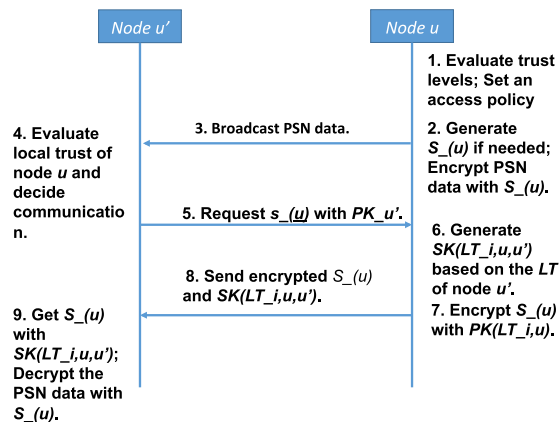 Node u’
Node u
1. Evaluate trust
levels; Set an
access policy
2. Generate
S_(u) if needed;
Encrypt PSN
data with S_(u).
3. Broadcast PSN data.
4. Evaluate
local trust of
node u and
decide
communicatio
n.
5. Request s_(u) with PK_u’.
6. Generate
SK(LT_i,u,u’)
based on the LT
of node u’.
7. Encrypt S_(u)
with PK(LT_i,u).
8. Send encrypted S_(u)
and SK(LT_i,u,u’).
9. Get S_(u)
with
SK(LT_i,u,u’);
Decrypt the
PSN data with
S_(u).